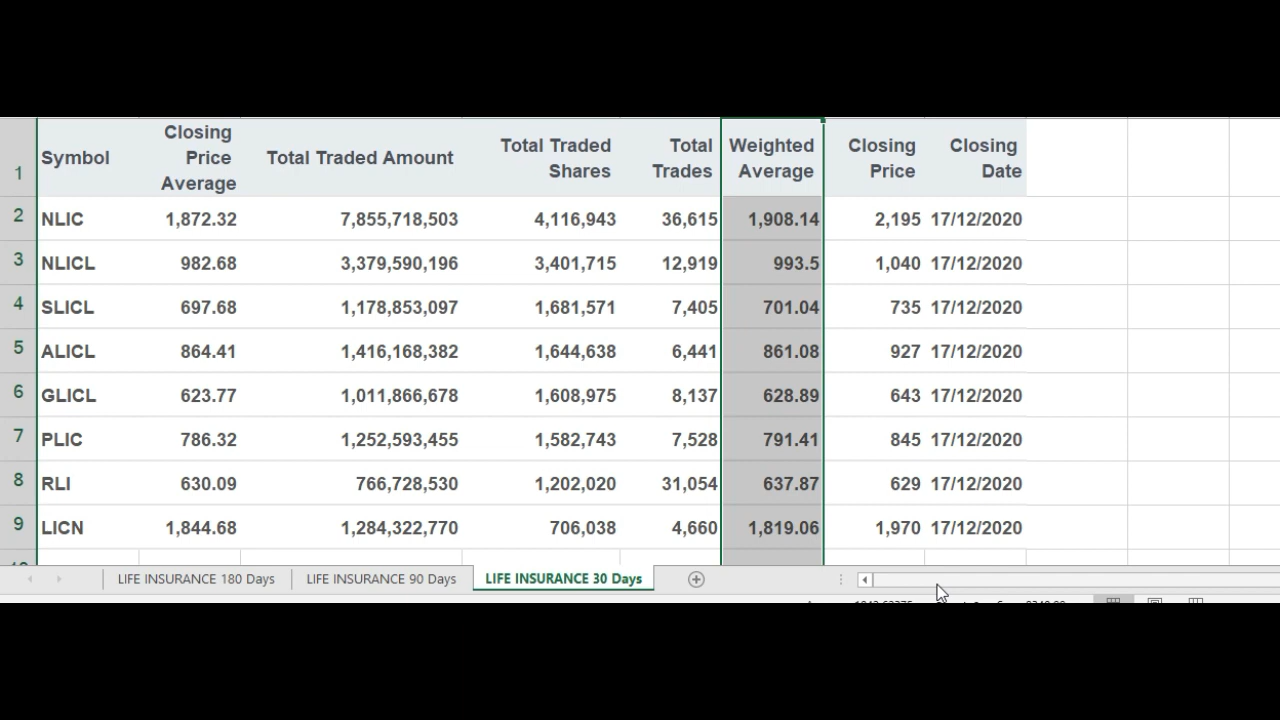 1 Symbol Closing Price Average Total Traded Amount Total Traded Shares Total Trades Weighted Average Closing Price Closing Date
2 NLIC 1,872.32 7,855,718,503 4,116,943 36,615 1,908.14 2,195 17/12/2020
3 NLICL 982.68 3,379,590,196 3,401,715 12,919 993.5 1,040 17/12/2020
4 SLICL 697.68 1,178,853,097 1,681,571 7,405 701.04 735 17/12/2020
5 ALICL 864.41 1,416,168,382 1,644,638 6,441 861.08 927 17/12/2020
6 GLICL 623.77 1,011,866,678 1,608,975 8,137 628.89 643 17/12/2020
7 PLIC 786.32 1,252,593,455 1,582,743 7,528 791.41 845 17/12/2020
8 RLI 630.09 766,728,530 1,202,020 31,054 637.87 629 17/12/2020
9 LICN 1,844.68 1,284,322,770 706,038 4,660 1,819.06 1,970 17/12/2020
LIFE INSURANCE 180 Days LIFE INSURANCE 90 Days LIFE INSURANCE 30 Days